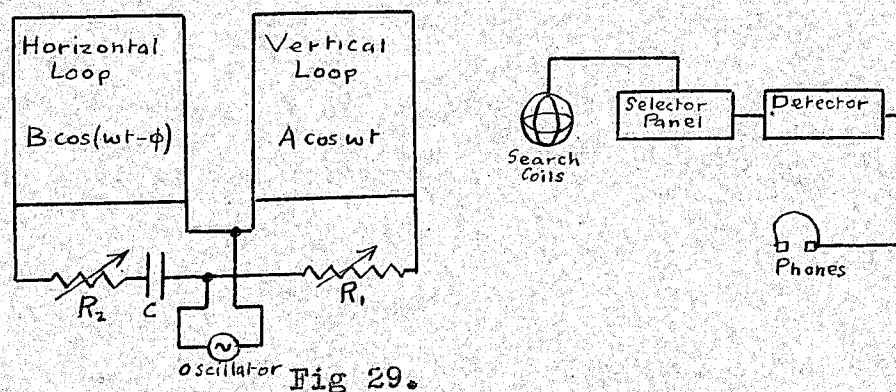 Horizontal
Loop
B cos(ωt-φ)
Vertical
Loop
A cos ωt
R₂
C
R₁
Oscillator
Search
Coils
Selector
Panel
Detector
Phones
Fig 29.